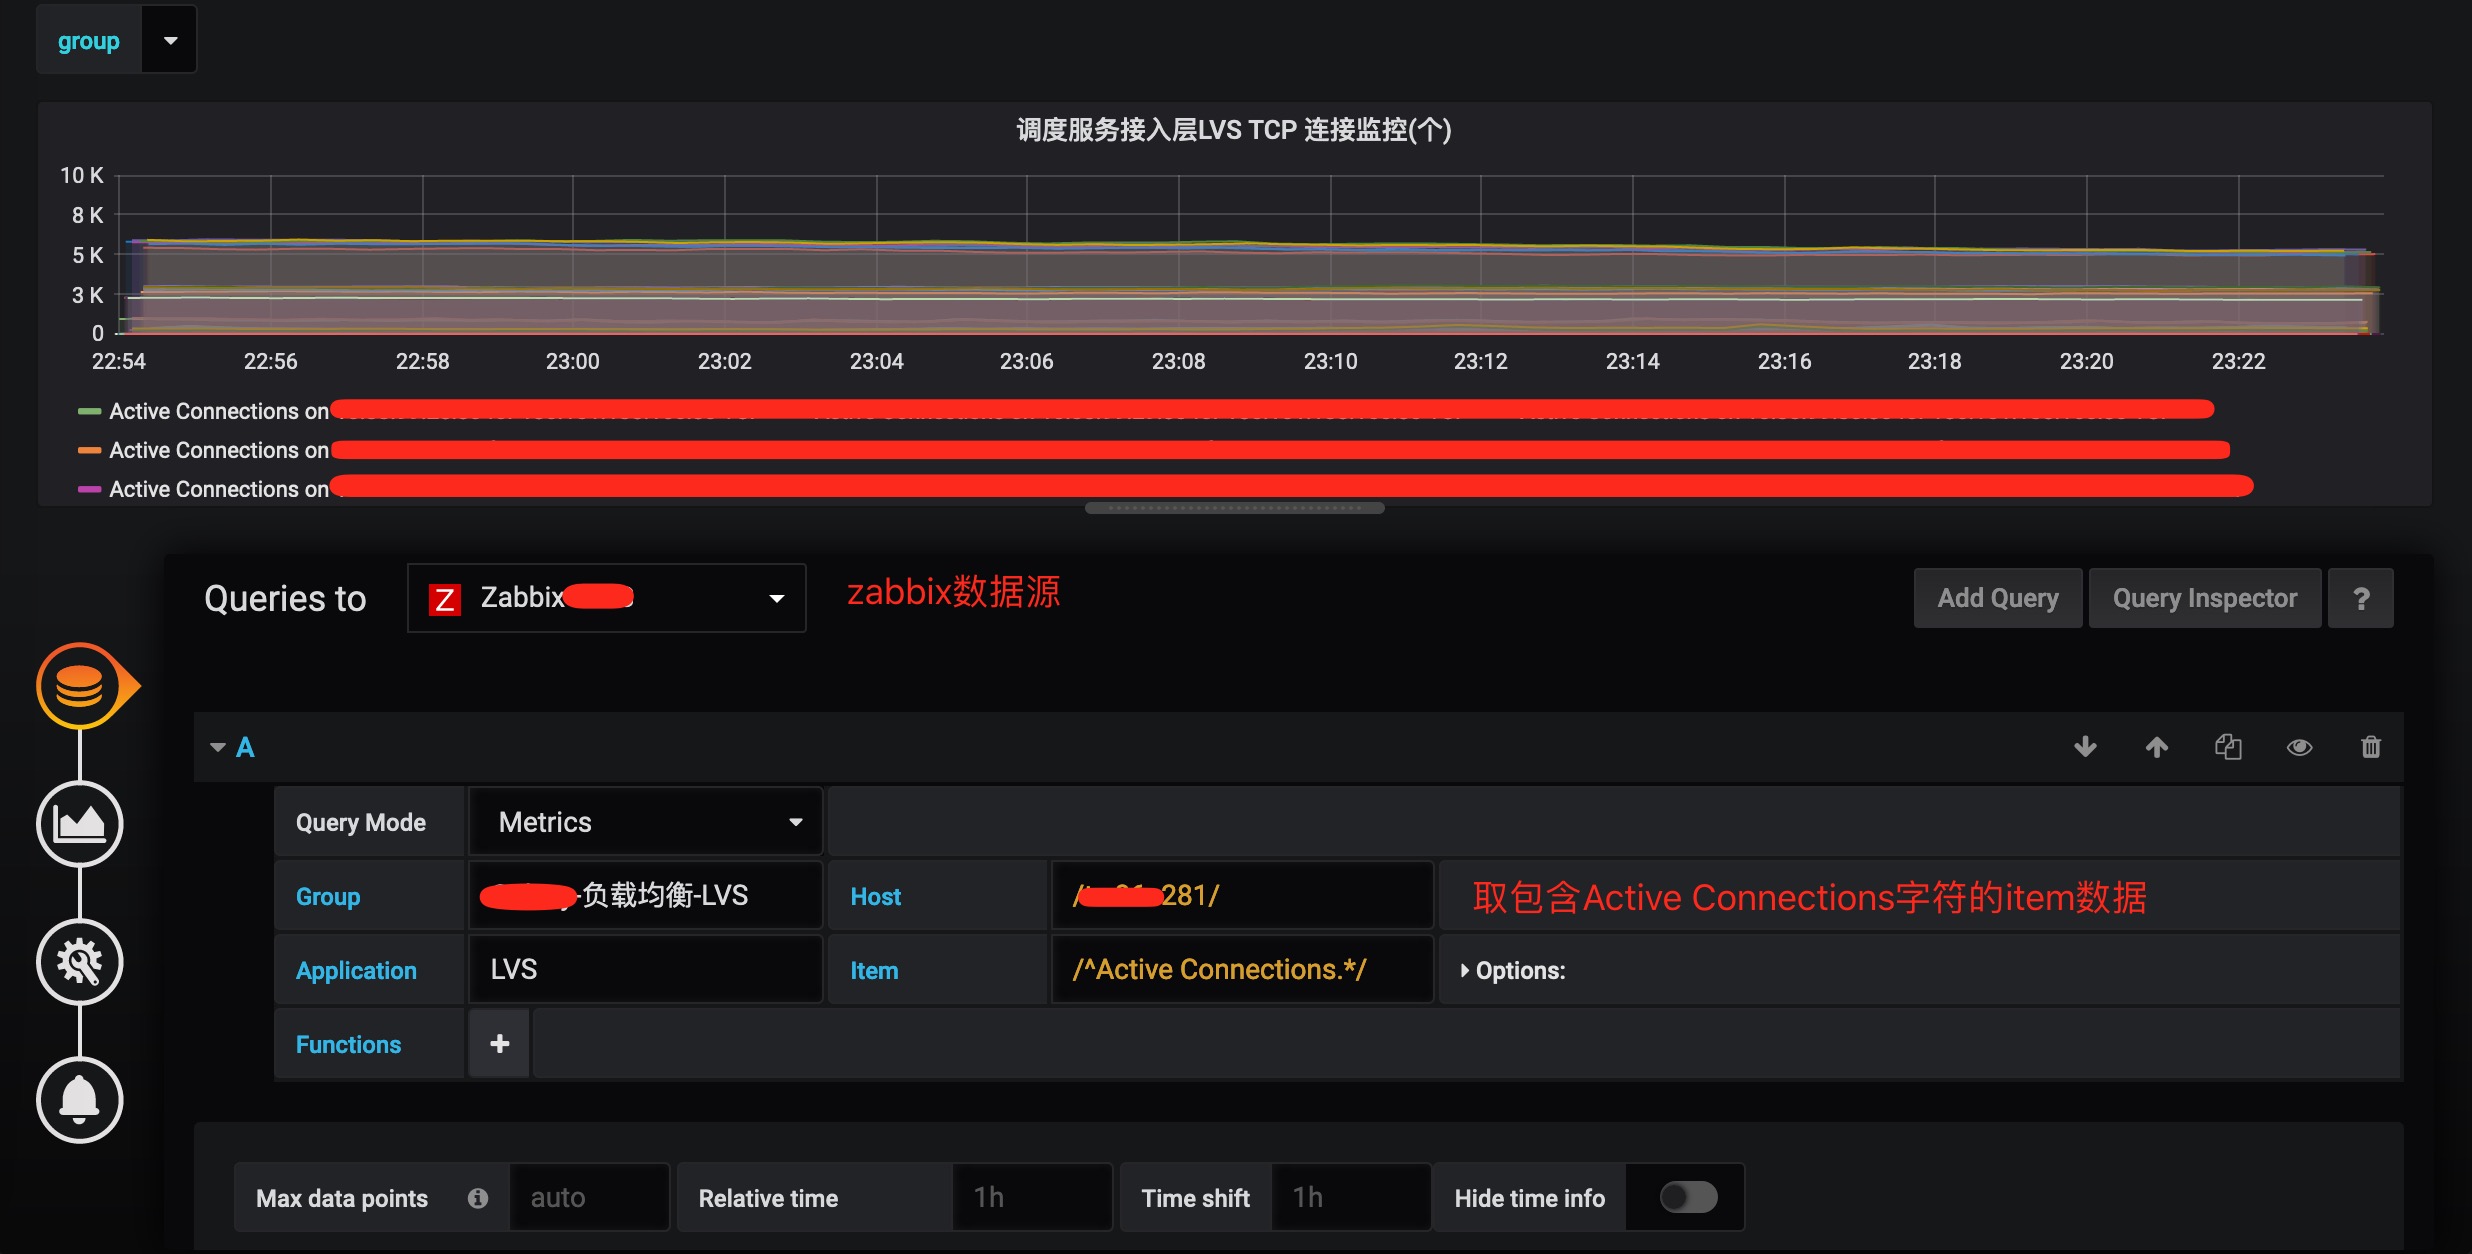 group
调度服务接入层LVS TCP 连接监控(个)
10 K
8 K
5 K
3 K
0
22:54 22:56 22:58 23:00 23:02 23:04 23:06 23:08 23:10 23:12 23:14 23:16 23:18 23:20 23:22
Active Connections on
Active Connections on
Active Connections on
Queries to Z Zabbix zabbix数据源 Add Query Query Inspector ?
A
Query Mode Metrics
Group -负载均衡-LVS Host 281/ 取包含Active Connections字符的item数据
Application LVS Item /^Active Connections.*/ Options:
Functions +
Max data points auto Relative time 1h Time shift 1h Hide time info